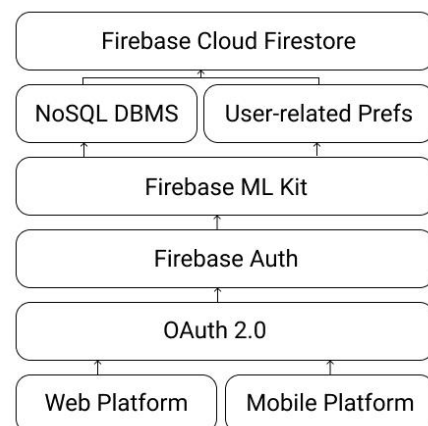 Firebase Cloud Firestore
NoSQL DBMS
User-related Prefs
Firebase ML Kit
Firebase Auth
OAuth 2.0
Web Platform
Mobile Platform